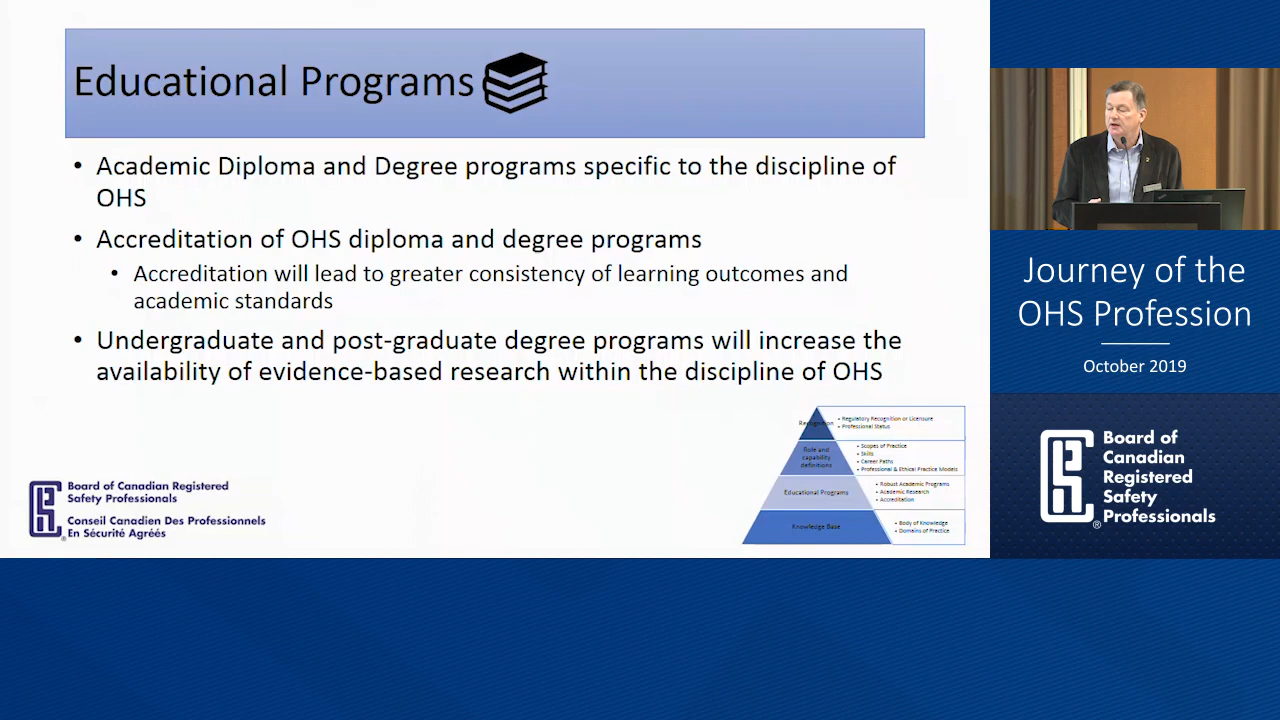 Educational Programs
• Academic Diploma and Degree programs specific to the discipline of
OHS
• Accreditation of OHS diploma and degree programs
• Accreditation will lead to greater consistency of learning outcomes and
academic standards
• Undergraduate and post-graduate degree programs will increase the
availability of evidence-based research within the discipline of OHS
Recognition
• Regulatory Recognition or Licensure
• Professional Status
Role and
capability
definitions
• Scopes of Practice
• Skills
• Career Paths
• Professional & Ethical Practice Models
Educational Programs
• Robust Academic Programs
• Academic Research
• Accreditation
Knowledge Base
• Body of Knowledge
• Domains of Practice
Board of Canadian Registered
Safety Professionals
Conseil Canadien Des Professionnels
En Sécurité Agréés
®
Journey of the
OHS Profession
October 2019
Board of
Canadian
Registered
Safety
Professionals
®